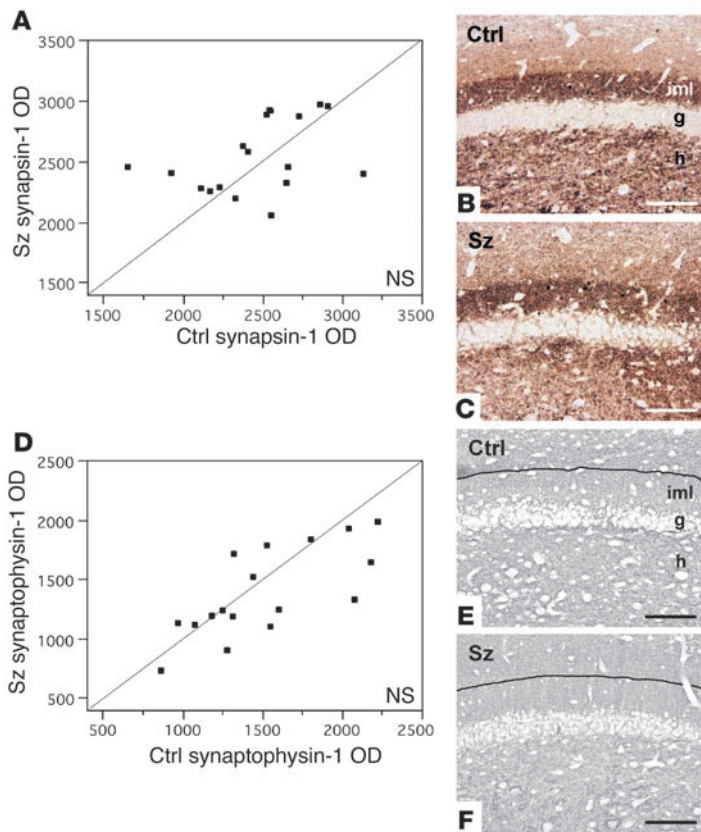 A
3500
3000
2500
2000
1500
Sz synapsin-1 OD
NS
1500 2000 2500 3000 3500
Ctrl synapsin-1 OD
Ctrl
iml
g
h
B
Sz
C
D
2500
2000
1500
1000
500
Sz synaptophysin-1 OD
NS
500 1000 1500 2000 2500
Ctrl synaptophysin-1 OD
Ctrl
iml
g
h
E
Sz
F